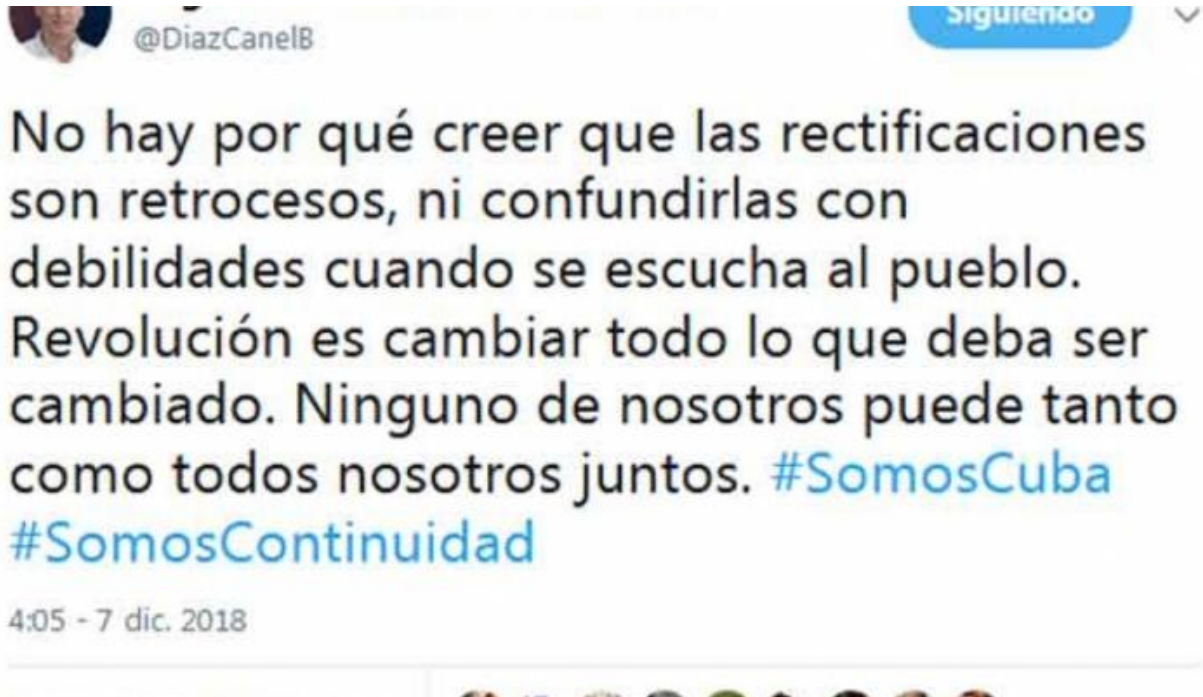 @DiazCanelB
Siguiendo
No hay por qué creer que las rectificaciones
son retrocesos, ni confundirlas con
debilidades cuando se escucha al pueblo.
Revolución es cambiar todo lo que deba ser
cambiado. Ninguno de nosotros puede tanto
como todos nosotros juntos. #SomosCuba
#SomosContinuidad
4:05 - 7 dic. 2018